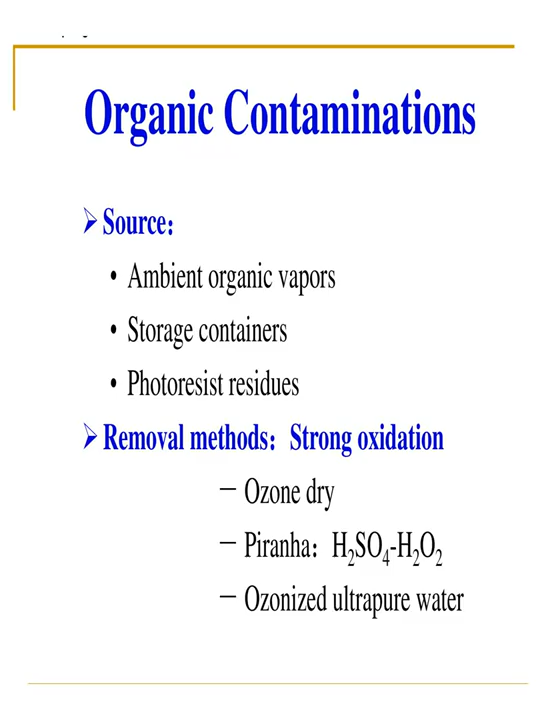 Organic Contaminations
➢ Source：
• Ambient organic vapors
• Storage containers
• Photoresist residues
➢ Removal methods：Strong oxidation
– Ozone dry
– Piranha：H₂SO₄-H₂O₂
– Ozonized ultrapure water